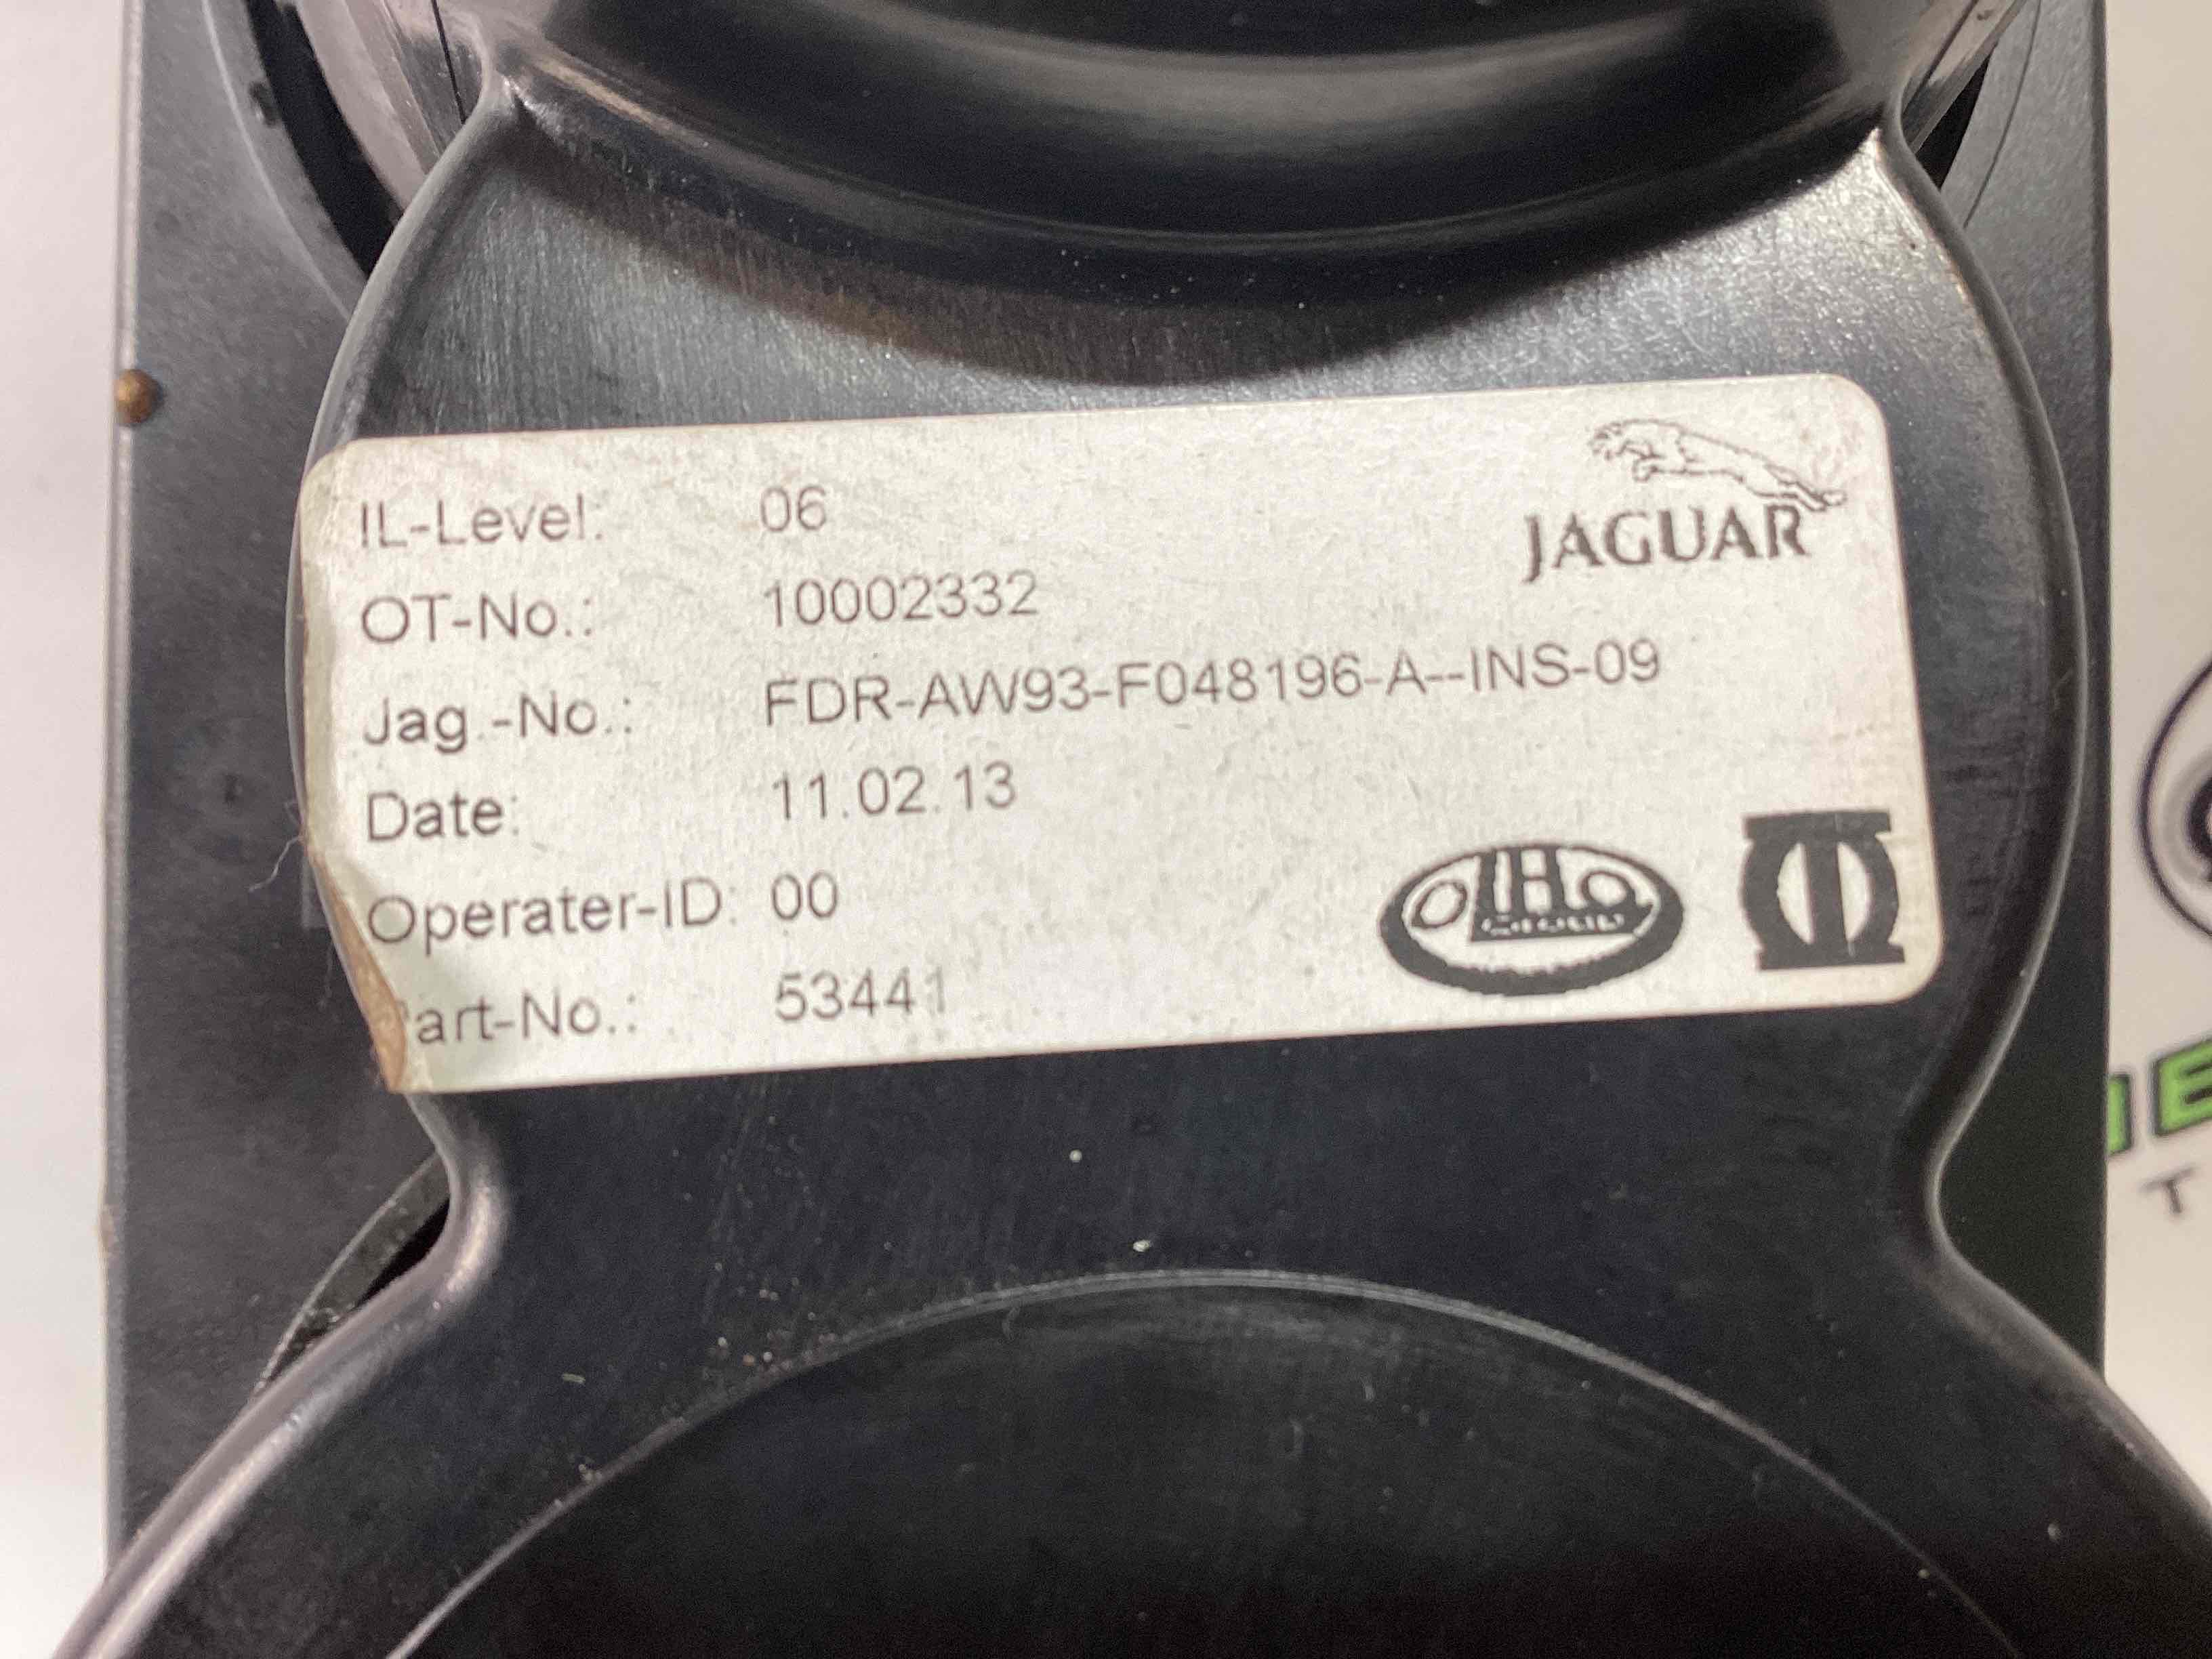 IL-Level: 06
JAGUAR
OT-No.: 10002332
Jag.-No.: FDR-AW93-F048196-A--INS-09
Date: 11.02.13
Operater-ID: 00
art-No.: 53441